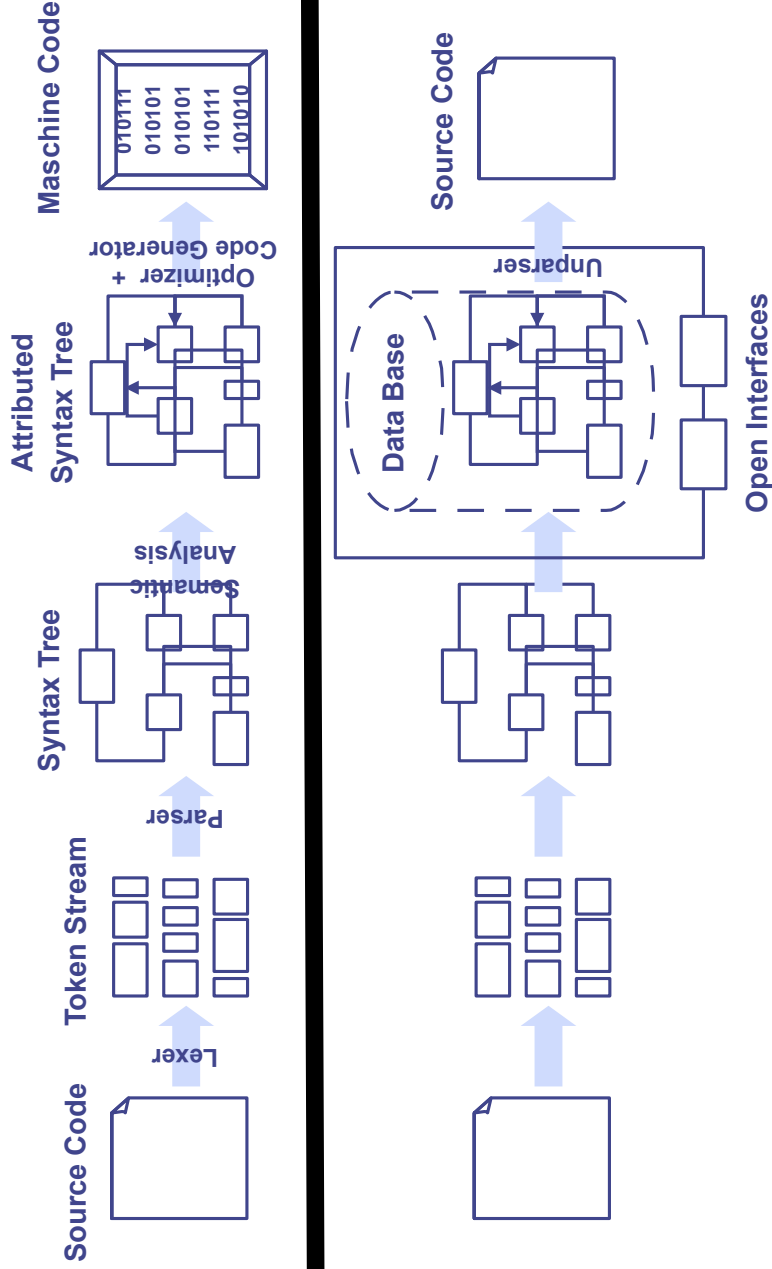 Source Code
Lexer
Token Stream
Parser
Syntax Tree
Semantic
Analysis
Attributed
Syntax Tree
Optimizer +
Code Generator
Maschine Code
010111
010101
010101
110111
101010
Data Base
Unparser
Open Interfaces
Source Code